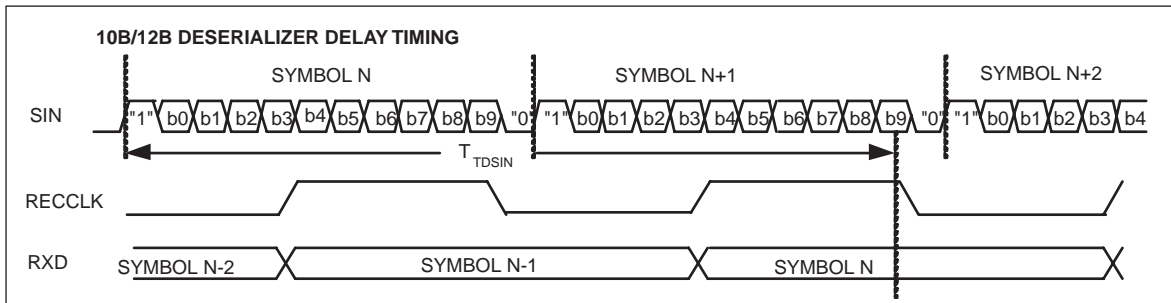 10B/12B DESERIALIZER DELAY TIMING
SYMBOL N SYMBOL N+1 SYMBOL N+2
SIN "1" b0 b1 b2 b3 b4 b5 b6 b7 b8 b9 "0" "1" b0 b1 b2 b3 b4 b5 b6 b7 b8 b9 "0" "1" b0 b1 b2 b3 b4
T TDSIN
RECCLK
RXD SYMBOL N-2 SYMBOL N-1 SYMBOL N